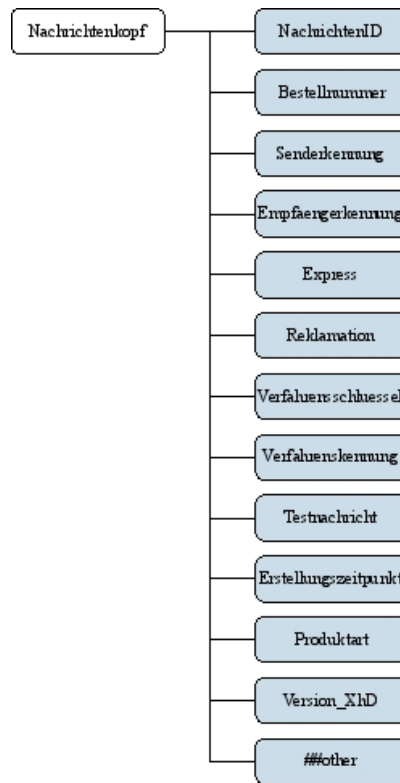 Nachrichtenkopf
NachrichtenID
Bestellnummer
Senderkennung
Empfaengerkennung
Express
Reklamation
Verfahrensschluessel
Verfahrenskennung
Testnachricht
Erstellungszeitpunkt
Produktart
Version_XhD
##other